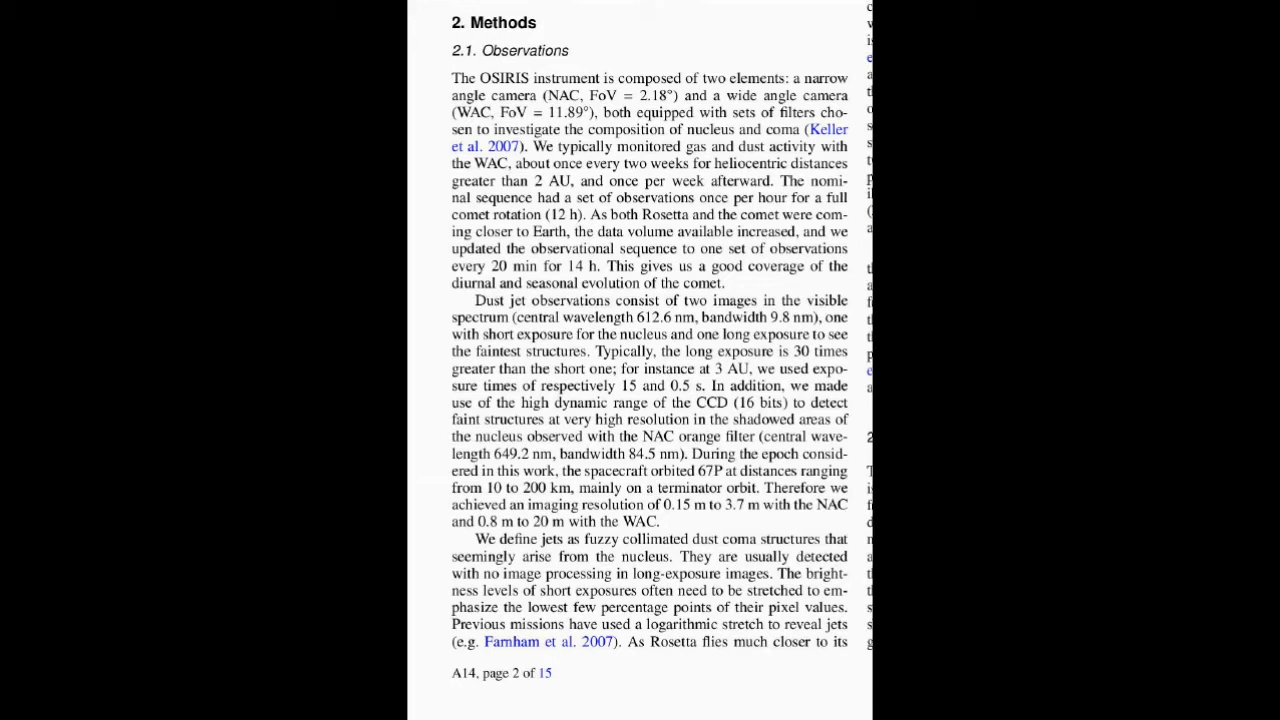 2. Methods
2.1. Observations
The OSIRIS instrument is composed of two elements: a narrow
angle camera (NAC, FoV = 2.18°) and a wide angle camera
(WAC, FoV = 11.89°), both equipped with sets of filters cho-
sen to investigate the composition of nucleus and coma (Keller
et al. 2007). We typically monitored gas and dust activity with
the WAC, about once every two weeks for heliocentric distances
greater than 2 AU, and once per week afterward. The nomi-
nal sequence had a set of observations once per hour for a full
comet rotation (12 h). As both Rosetta and the comet were com-
ing closer to Earth, the data volume available increased, and we
updated the observational sequence to one set of observations
every 20 min for 14 h. This gives us a good coverage of the
diurnal and seasonal evolution of the comet.
Dust jet observations consist of two images in the visible
spectrum (central wavelength 612.6 nm, bandwidth 9.8 nm), one
with short exposure for the nucleus and one long exposure to see
the faintest structures. Typically, the long exposure is 30 times
greater than the short one; for instance at 3 AU, we used expo-
sure times of respectively 15 and 0.5 s. In addition, we made
use of the high dynamic range of the CCD (16 bits) to detect
faint structures at very high resolution in the shadowed areas of
the nucleus observed with the NAC orange filter (central wave-
length 649.2 nm, bandwidth 84.5 nm). During the epoch consid-
ered in this work, the spacecraft orbited 67P at distances ranging
from 10 to 200 km, mainly on a terminator orbit. Therefore we
achieved an imaging resolution of 0.15 m to 3.7 m with the NAC
and 0.8 m to 20 m with the WAC.
We define jets as fuzzy collimated dust coma structures that
seemingly arise from the nucleus. They are usually detected
with no image processing in long-exposure images. The bright-
ness levels of short exposures often need to be stretched to em-
phasize the lowest few percentage points of their pixel values.
Previous missions have used a logarithmic stretch to reveal jets
(e.g. Farnham et al. 2007). As Rosetta flies much closer to its
A14, page 2 of 15